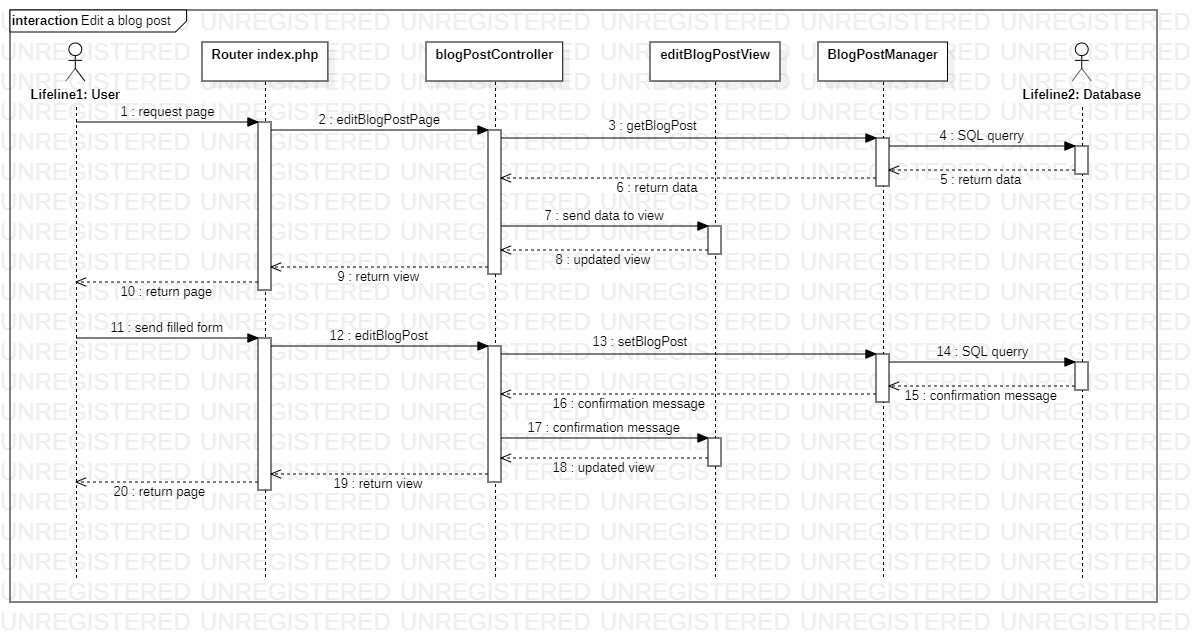 interaction Edit a blog post
Router index.php
blogPostController
editBlogPostView
BlogPostManager
Lifeline1: User
Lifeline2: Database
1 : request page
2 : editBlogPostPage
3 : getBlogPost
4 : SQL querry
5 : return data
6 : return data
7 : send data to view
8 : updated view
9 : return view
10 : return page
11 : send filled form
12 : editBlogPost
13 : setBlogPost
14 : SQL querry
15 : confirmation message
16 : confirmation message
17 : confirmation message
18 : updated view
19 : return view
20 : return page
UNREGISTERED UNREGISTERED UNREGISTERED UNREGISTERED UNREGISTERED UNREGISTERED